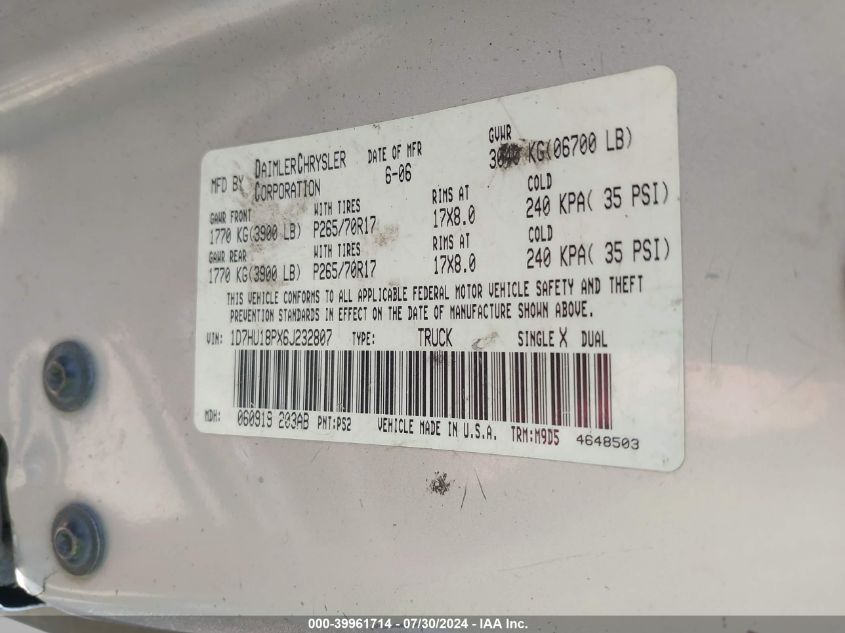 MFD BY DAIMLERCHRYSLER CORPORATION DATE OF MFR 6-06 GVWR KG(06700 LB)
GAWR FRONT WITH TIRES RIMS AT COLD
1770 KG(3900 LB) P265/70R17 17X8.0 240 KPA( 35 PSI)
GAWR REAR WITH TIRES RIMS AT COLD
1770 KG(3900 LB) P265/70R17 17X8.0 240 KPA( 35 PSI)
THIS VEHICLE CONFORMS TO ALL APPLICABLE FEDERAL MOTOR VEHICLE SAFETY AND THEFT
PREVENTION STANDARDS IN EFFECT ON THE DATE OF MANUFACTURE SHOWN ABOVE.
VIN: 1D7HU18PX6J232807 TYPE: TRUCK SINGLE X DUAL
MDH: 060919 203AB PNT:PS2 VEHICLE MADE IN U.S.A. TRM:M9D5 4648503
000-39961714 - 07/30/2024 - IAA Inc.